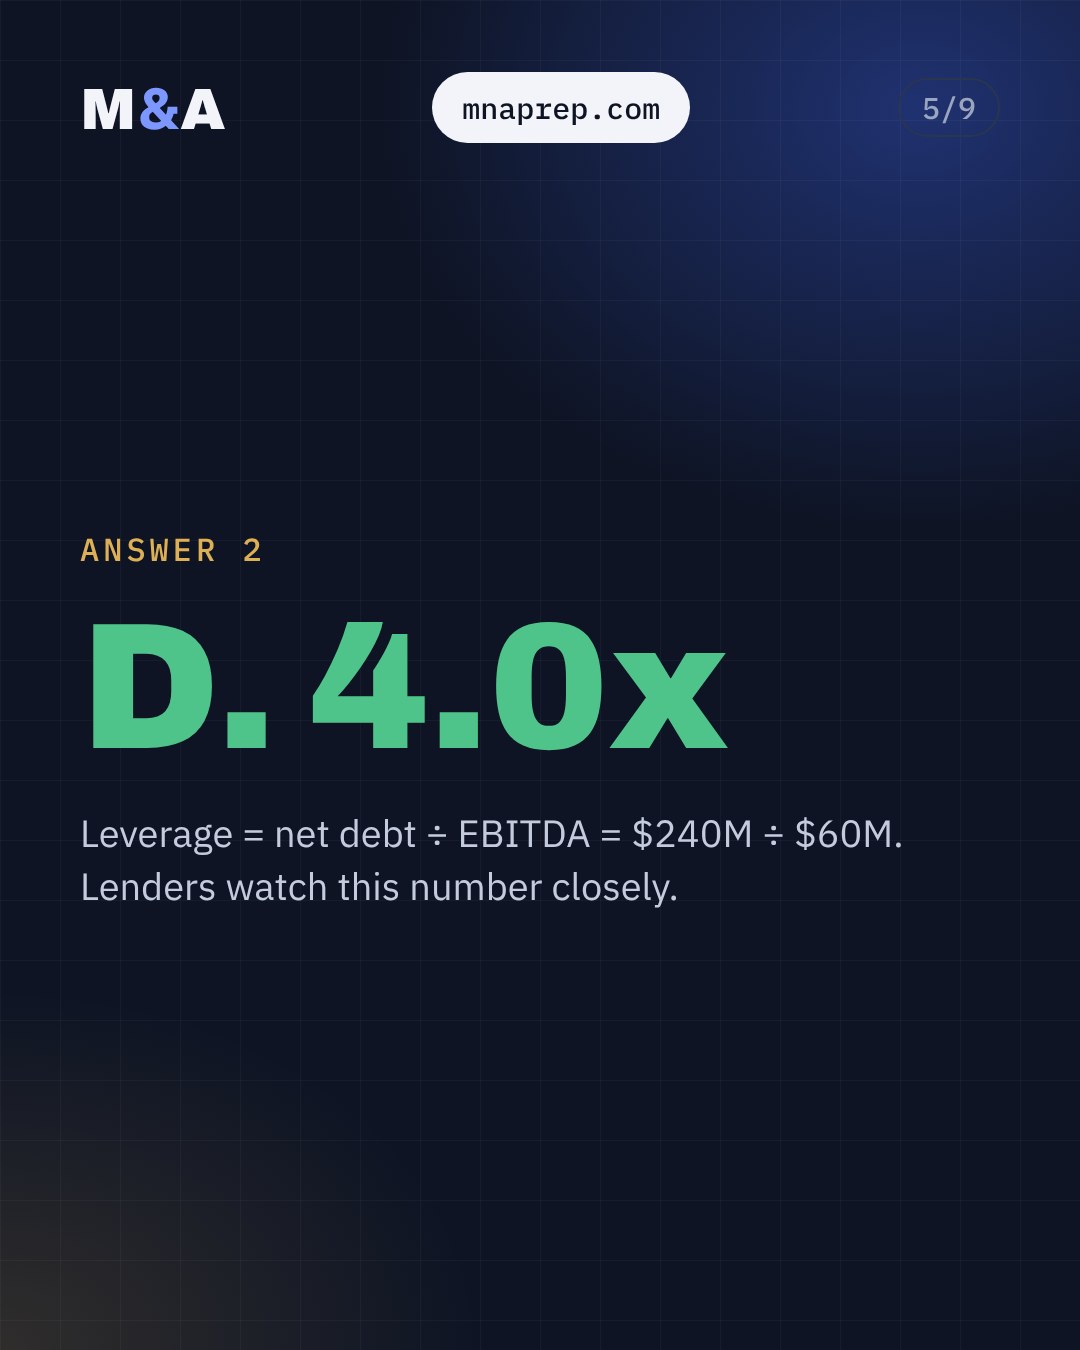 M&A
mnaprep.com
5/9
ANSWER 2
D. 4.0x
Leverage = net debt ÷ EBITDA = $240M ÷ $60M.
Lenders watch this number closely.